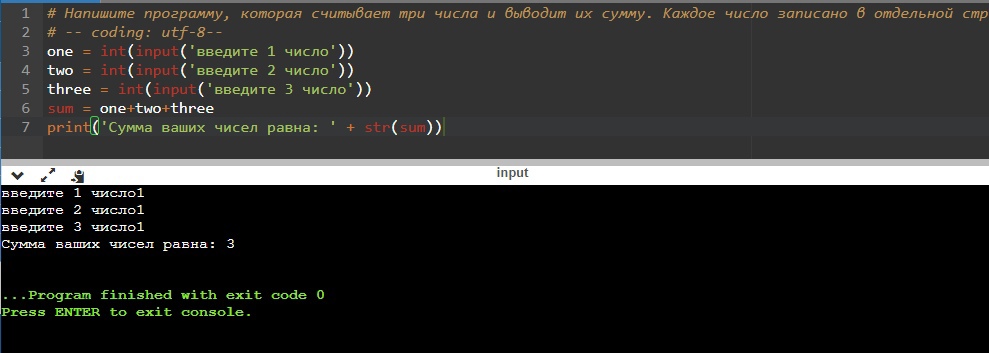 1 # Напишите программу, которая считывает три числа и выводит их сумму. Каждое число записано в отдельной стр
2 # -- coding: utf-8--
3 one = int(input('введите 1 число'))
4 two = int(input('введите 2 число'))
5 three = int(input('введите 3 число'))
6 sum = one+two+three
7 print('Сумма ваших чисел равна: ' + str(sum))
input
введите 1 число1
введите 2 число1
введите 3 число1
Сумма ваших чисел равна: 3
...Program finished with exit code 0
Press ENTER to exit console.